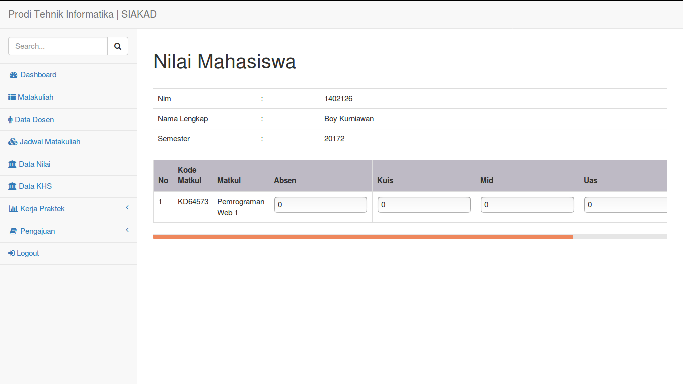 Prodi Tehnik Informatika | SIAKAD
Search...
Dashboard
Matakuliah
Data Dosen
Jadwal Matakuliah
Data Nilai
Data KHS
Kerja Praktek
Pengajuan
Logout
Nilai Mahasiswa
Nim : 1402126
Nama Lengkap : Boy Kurniawan
Semester : 20172
No Kode Matkul Matkul Absen Kuis Mid Uas
1 KD64573 Pemrograman Web 1 0 0 0 0